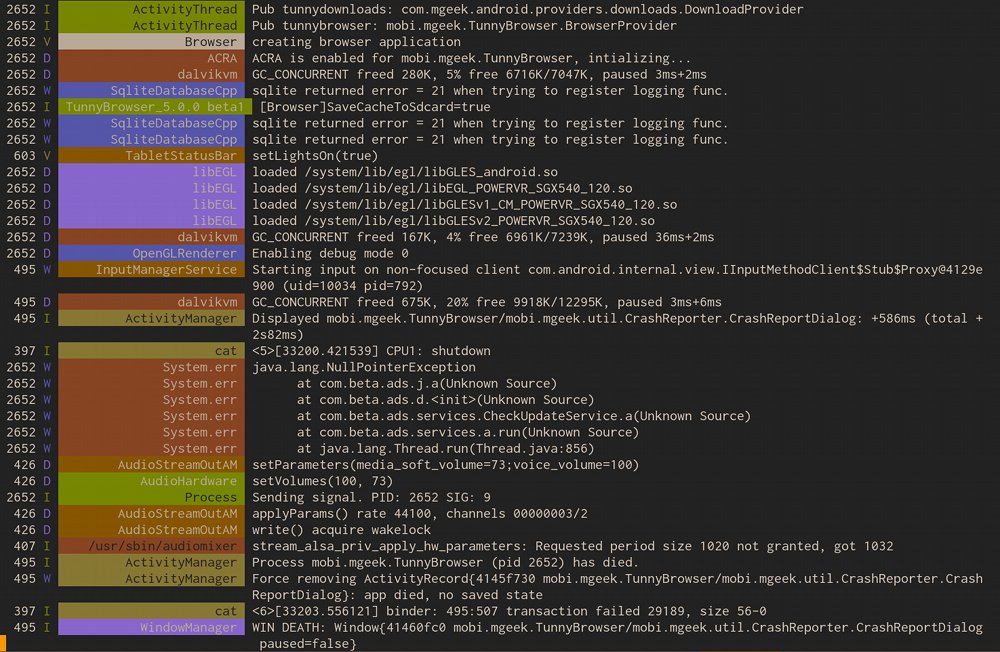 2652 I ActivityThread Pub tunnydownloads: com.mgeek.android.providers.downloads.DownloadProvider
2652 I ActivityThread Pub tunnybrowser: mobi.mgeek.TunnyBrowser.BrowserProvider
2652 V Browser creating browser application
2652 D ACRA ACRA is enabled for mobi.mgeek.TunnyBrowser, intializing...
2652 D dalvikvm GC_CONCURRENT freed 280K, 5% free 6716K/7047K, paused 3ms+2ms
2652 W SqliteDatabaseCpp sqlite returned error = 21 when trying to register logging func.
2652 I TunnyBrowser_5.0.0 beta1 [Browser]SaveCacheToSdcard=true
2652 W SqliteDatabaseCpp sqlite returned error = 21 when trying to register logging func.
2652 W SqliteDatabaseCpp sqlite returned error = 21 when trying to register logging func.
603 V TabletStatusBar setLightsOn(true)
2652 D libEGL loaded /system/lib/egl/libGLES_android.so
2652 D libEGL loaded /system/lib/egl/libEGL_POWERVR_SGX540_120.so
2652 D libEGL loaded /system/lib/egl/libGLESv1_CM_POWERVR_SGX540_120.so
2652 D libEGL loaded /system/lib/egl/libGLESv2_POWERVR_SGX540_120.so
2652 D dalvikvm GC_CONCURRENT freed 167K, 4% free 6961K/7239K, paused 36ms+2ms
2652 D OpenGLRenderer Enabling debug mode 0
495 W InputManagerService Starting input on non-focused client com.android.internal.view.IInputMethodClient$Stub$Proxy@4129e
900 (uid=10034 pid=792)
495 D dalvikvm GC_CONCURRENT freed 675K, 20% free 9918K/12295K, paused 3ms+6ms
495 I ActivityManager Displayed mobi.mgeek.TunnyBrowser/mobi.mgeek.util.CrashReporter.CrashReportDialog: +586ms (total +
2s82ms)
397 I cat <5>[33200.421539] CPU1: shutdown
2652 W System.err java.lang.NullPointerException
2652 W System.err at com.beta.ads.j.a(Unknown Source)
2652 W System.err at com.beta.ads.d.<init>(Unknown Source)
2652 W System.err at com.beta.ads.services.CheckUpdateService.a(Unknown Source)
2652 W System.err at com.beta.ads.services.a.run(Unknown Source)
2652 W System.err at java.lang.Thread.run(Thread.java:856)
426 D AudioStreamOutAM setParameters(media_soft_volume=73;voice_volume=100)
426 D AudioHardware setVolumes(100, 73)
2652 I Process Sending signal. PID: 2652 SIG: 9
426 D AudioStreamOutAM applyParams() rate 44100, channels 00000003/2
426 D AudioStreamOutAM write() acquire wakelock
407 I /usr/sbin/audiomixer stream_alsa_priv_apply_hw_parameters: Requested period size 1020 not granted, got 1032
495 I ActivityManager Process mobi.mgeek.TunnyBrowser (pid 2652) has died.
495 W ActivityManager Force removing ActivityRecord{4145f730 mobi.mgeek.TunnyBrowser/mobi.mgeek.util.CrashReporter.Crash
ReportDialog}: app died, no saved state
397 I cat <6>[33203.556121] binder: 495:507 transaction failed 29189, size 56-0
495 I WindowManager WIN DEATH: Window{41460fc0 mobi.mgeek.TunnyBrowser/mobi.mgeek.util.CrashReporter.CrashReportDialog
paused=false}